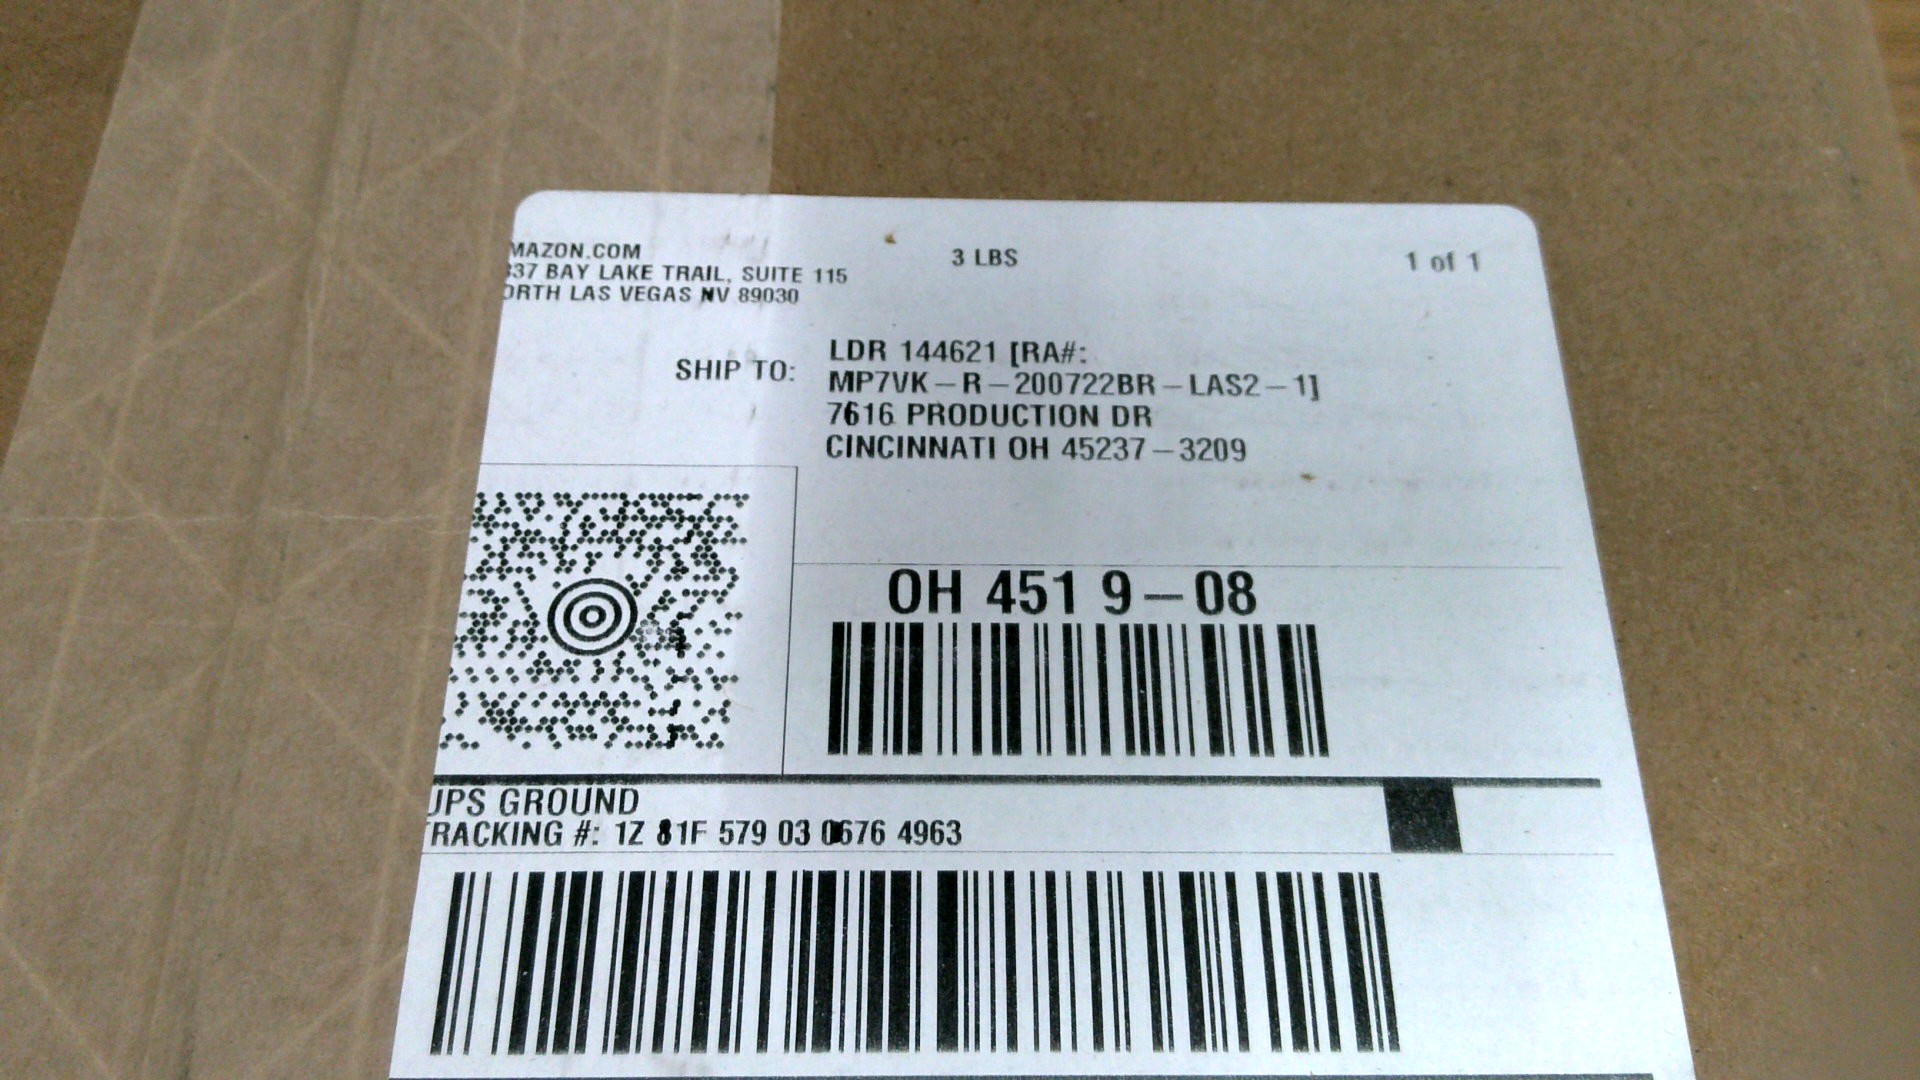 MAZON.COM
337 BAY LAKE TRAIL, SUITE 115
ORTH LAS VEGAS NV 89030
3 LBS
1 of 1
SHIP TO:
LDR 144621 [RA#:
MP7VK-R-200722BR-LAS2-1]
7616 PRODUCTION DR
CINCINNATI OH 45237-3209
OH 451 9-08
UPS GROUND
TRACKING #: 1Z 81F 579 03 0676 4963